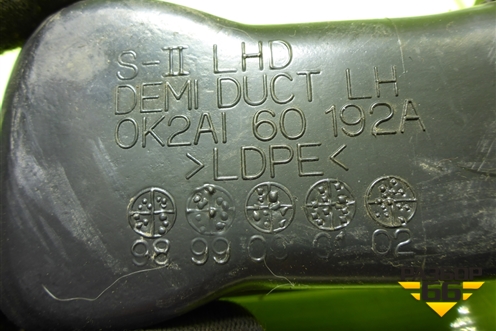 S-II LHD
DEMI DUCT LH
0K2A1 60 192A
>LDPE<
98 99 00 01 02